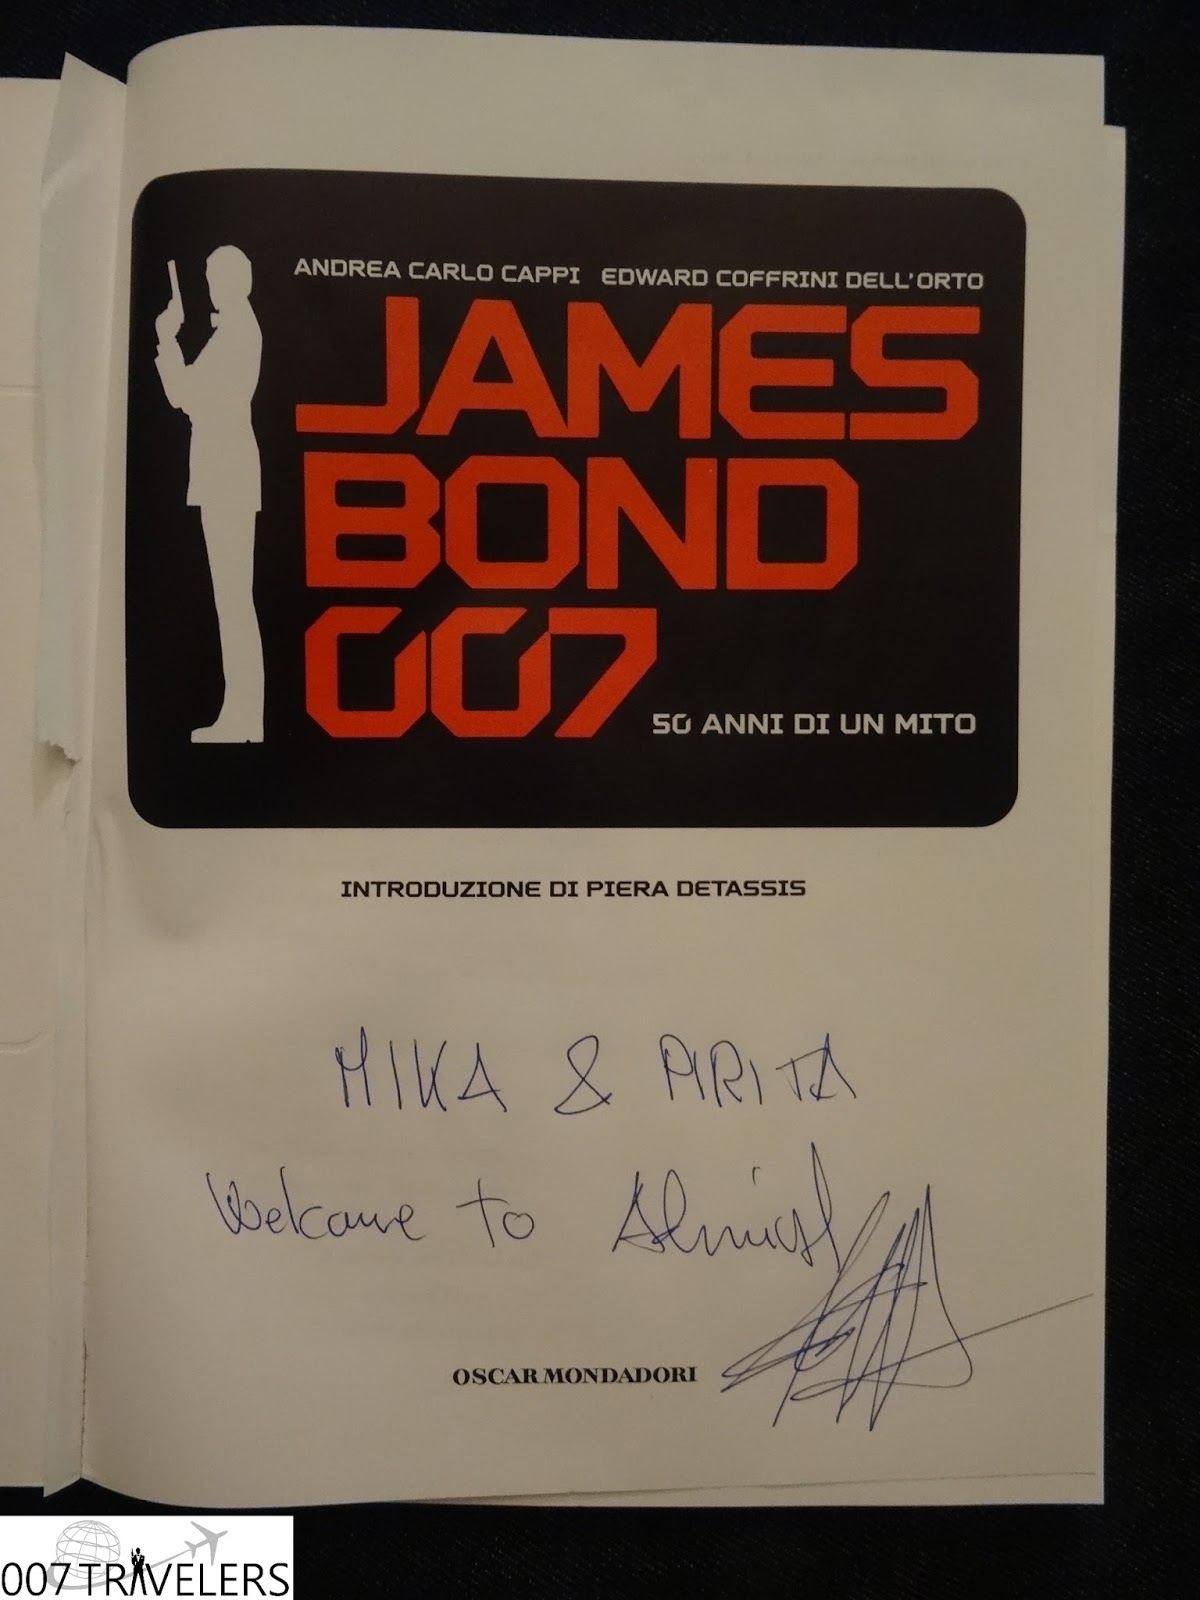 ANDREA CARLO CAPPI EDWARD COFFRINI DELL'ORTO
JAMES
BOND
007
50 ANNI DI UN MITO
INTRODUZIONE DI PIERA DETASSIS
MIKA & PIRITA
Welcome to
OSCAR MONDADORI
007 TRAVELERS